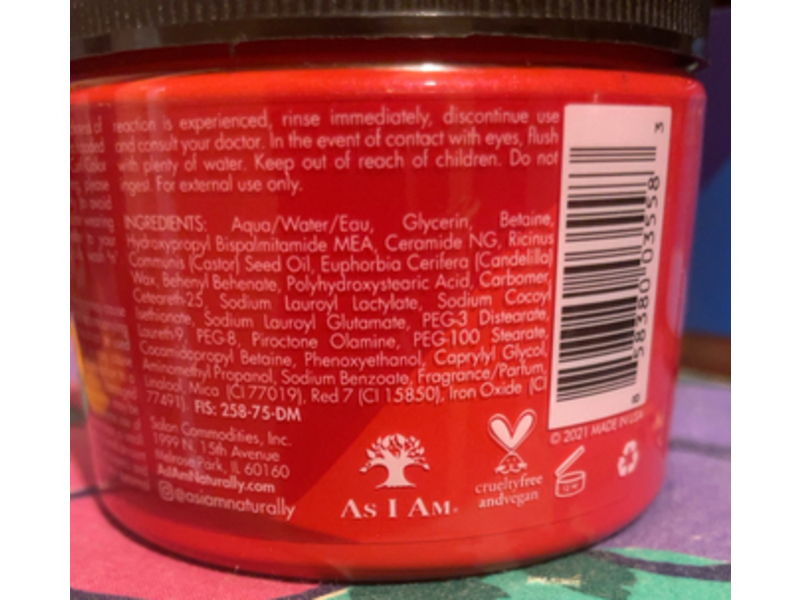 reaction is experienced, rinse immediately, discontinue use
and consult your doctor. In the event of contact with eyes, flush
with plenty of water. Keep out of reach of children. Do not
ingest. For external use only.
INGREDIENTS: Aqua/Water/Eau, Glycerin, Betaine,
Hydroxypropyl Bispalmitamide MEA, Ceramide NG, Ricinus
Communis (Castor) Seed Oil, Euphorbia Cerifera (Candelilla)
Wax, Behenyl Behenate, Polyhydroxystearic Acid, Carbomer,
Ceteareth-25, Sodium Lauroyl Lactylate, Sodium Cocoyl
Isethionate, Sodium Lauroyl Glutamate, PEG-3 Distearate,
Laureth-9, PEG-8, Piroctone Olamine, PEG-100 Stearate,
Cocamidopropyl Betaine, Phenoxyethanol, Caprylyl Glycol,
Aminomethyl Propanol, Sodium Benzoate, Fragrance/Parfum,
Linalool, Mica (CI 77019), Red 7 (CI 15850), Iron Oxide (CI
77491). FIS: 258-75-DM
Salon Commodities, Inc.
1999 N. 15th Avenue
Melrose Park, IL 60160
AsIAmNaturally.com
@asiamnaturally
AS I AM®
crueltyfree
andvegan
12 M
© 2021 MADE IN USA
8 58380 03558 3